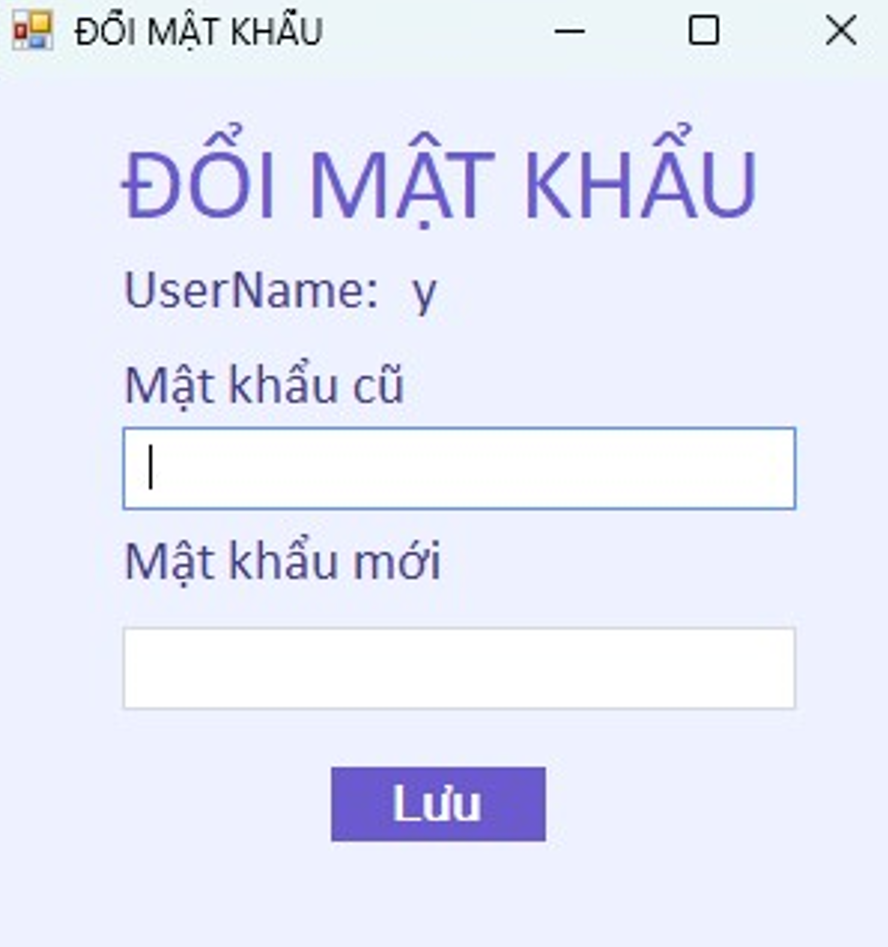 ĐỔI MẬT KHẨU
ĐỔI MẬT KHẨU
UserName: y
Mật khẩu cũ
Mật khẩu mới
Lưu